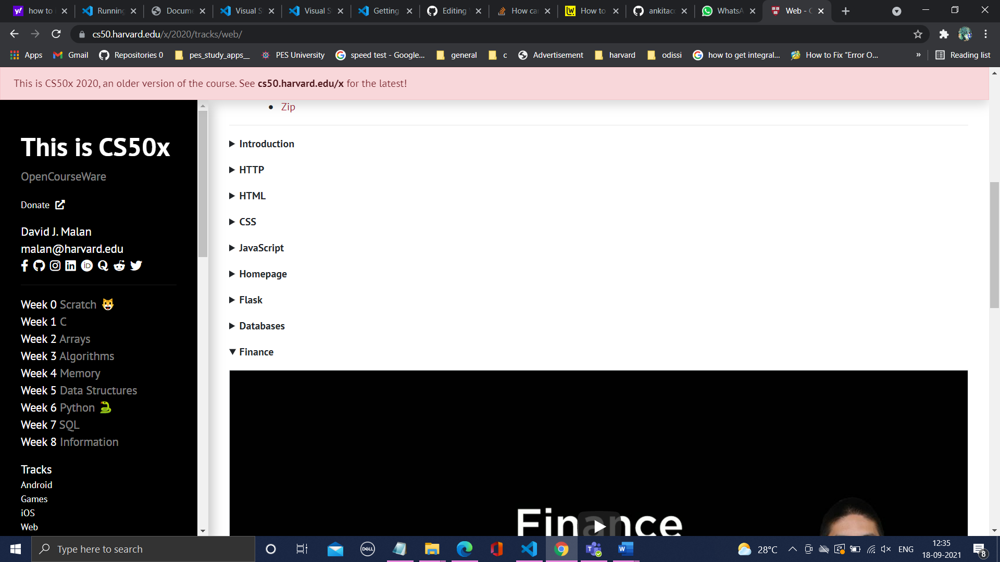 how to
Running
Docume
Visual S
Visual S
Getting
Editing
How ca
How to
ankitac
WhatsA
Web - C
cs50.harvard.edu/x/2020/tracks/web/
Apps
Gmail
Repositories 0
pes_study_apps__
PES University
speed test - Google...
general
c
Advertisement
harvard
odissi
how to get integral...
How to Fix “Error O...
»
Reading list
This is CS50x 2020, an older version of the course. See cs50.harvard.edu/x for the latest!
This is CS50x
OpenCourseWare
Donate
David J. Malan
malan@harvard.edu
Week 0 Scratch
Week 1 C
Week 2 Arrays
Week 3 Algorithms
Week 4 Memory
Week 5 Data Structures
Week 6 Python
Week 7 SQL
Week 8 Information
Tracks
Android
Games
iOS
Web
Zip
Introduction
HTTP
HTML
CSS
JavaScript
Homepage
Flask
Databases
Finance
Finance
Type here to search
DELL
28°C
ENG
12:35
18-09-2021
8